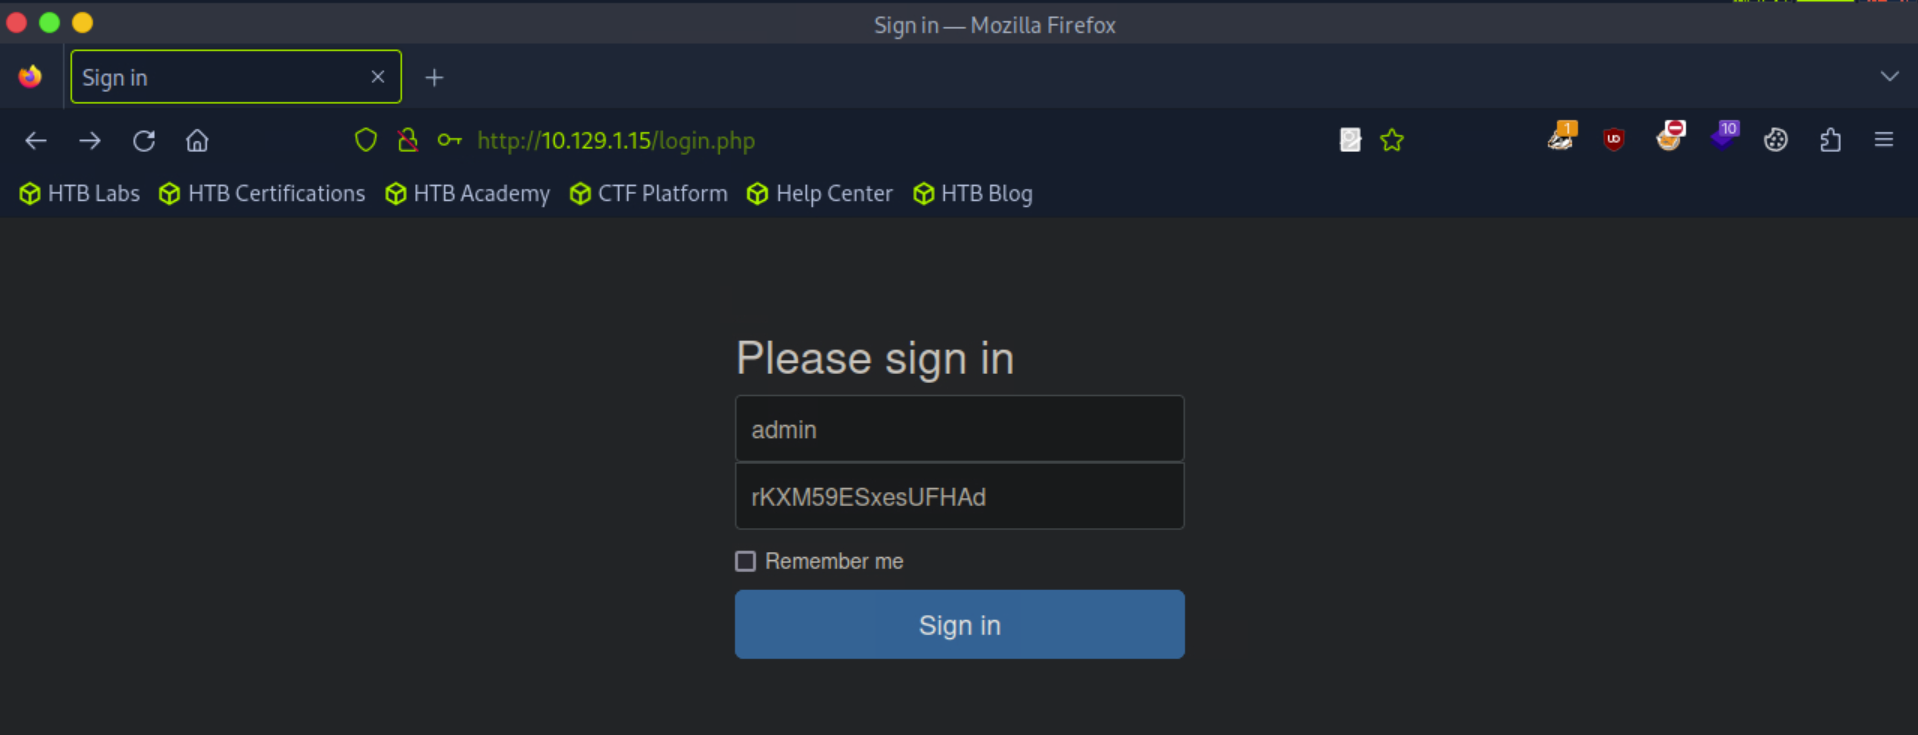 Sign in — Mozilla Firefox
Sign in
http://10.129.1.15/login.php
1
UD
10
HTB Labs HTB Certifications HTB Academy CTF Platform Help Center HTB Blog
Please sign in
admin
rKXM59ESxesUFHAd
Remember me
Sign in